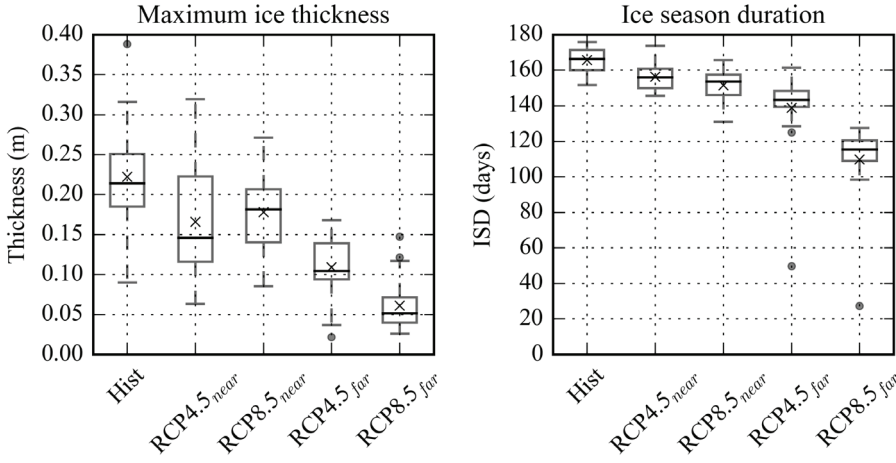 Maximum ice thickness
Thickness (m)
0.40
0.35
0.30
0.25
0.20
0.15
0.10
0.05
0.00
Hist
RCP4.5 near
RCP8.5 near
RCP4.5 far
RCP8.5 far
Ice season duration
ISD (days)
180
160
140
120
100
80
60
40
20
0
Hist
RCP4.5 near
RCP8.5 near
RCP4.5 far
RCP8.5 far